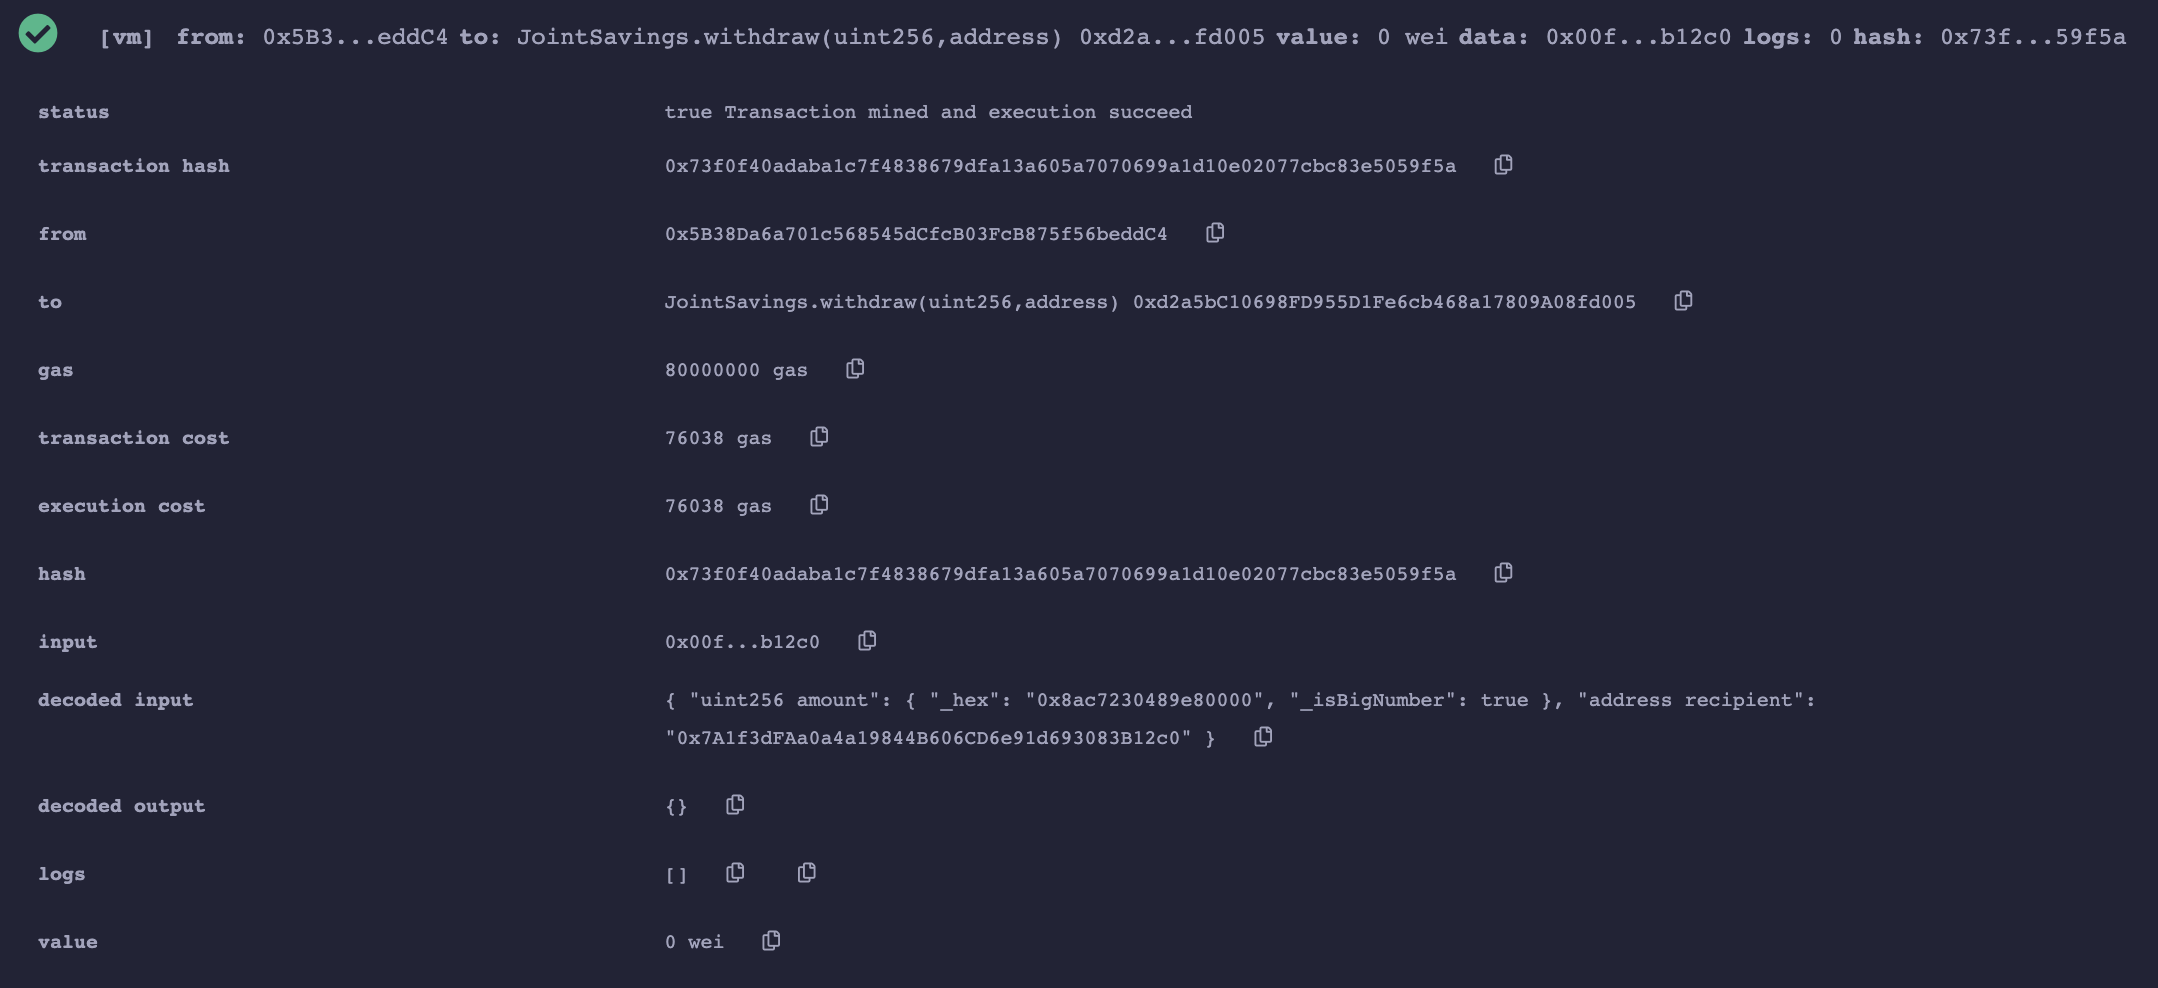 [vm] from: 0x5B3...eddC4 to: JointSavings.withdraw(uint256,address) 0xd2a...fd005 value: 0 wei data: 0x00f...b12c0 logs: 0 hash: 0x73f...59f5a
status true Transaction mined and execution succeed
transaction hash 0x73f0f40adaba1c7f4838679dfa13a605a7070699a1d10e02077cbc83e5059f5a
from 0x5B38Da6a701c568545dCfcB03FcB875f56beddC4
to JointSavings.withdraw(uint256,address) 0xd2a5bC10698FD955D1Fe6cb468a17809A08fd005
gas 80000000 gas
transaction cost 76038 gas
execution cost 76038 gas
hash 0x73f0f40adaba1c7f4838679dfa13a605a7070699a1d10e02077cbc83e5059f5a
input 0x00f...b12c0
decoded input { "uint256 amount": { "_hex": "0x8ac7230489e80000", "_isBigNumber": true }, "address recipient":
"0x7A1f3dFAa0a4a19844B606CD6e91d693083B12c0" }
decoded output {}
logs []
value 0 wei